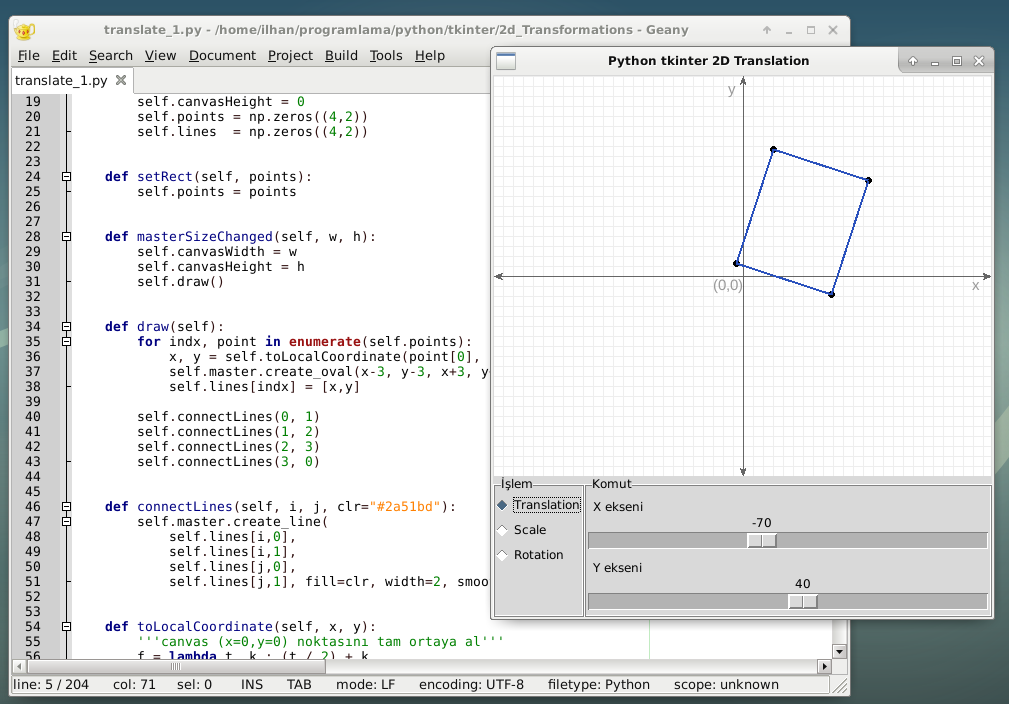 translate_1.py - /home/ilhan/programlama/python/tkinter/2d_Transformations - Geany
File Edit Search View Document Project Build Tools Help
translate_1.py
19 self.canvasHeight = 0
20 self.points = np.zeros((4,2))
21 self.lines  = np.zeros((4,2))
22
23
24 def setRect(self, points):
25 self.points = points
26
27
28 def masterSizeChanged(self, w, h):
29 self.canvasWidth = w
30 self.canvasHeight = h
31 self.draw()
32
33
34 def draw(self):
35 for indx, point in enumerate(self.points):
36 x, y = self.toLocalCoordinate(point[0],
37 self.master.create_oval(x-3, y-3, x+3, y
38 self.lines[indx] = [x,y]
39
40 self.connectLines(0, 1)
41 self.connectLines(1, 2)
42 self.connectLines(2, 3)
43 self.connectLines(3, 0)
44
45
46 def connectLines(self, i, j, clr="#2a51bd"):
47 self.master.create_line(
48 self.lines[i,0],
49 self.lines[i,1],
50 self.lines[j,0],
51 self.lines[j,1], fill=clr, width=2, smoo
52
53
54 def toLocalCoordinate(self, x, y):
55 '''canvas (x=0,y=0) noktasını tam ortaya al'''
56 f = lambda t, k : (t / 2) + k
line: 5 / 204 col: 71 sel: 0 INS TAB mode: LF encoding: UTF-8 filetype: Python scope: unknown
Python tkinter 2D Translation
y
(0,0)
x
İşlem
Translation
Scale
Rotation
Komut
X ekseni
-70
Y ekseni
40